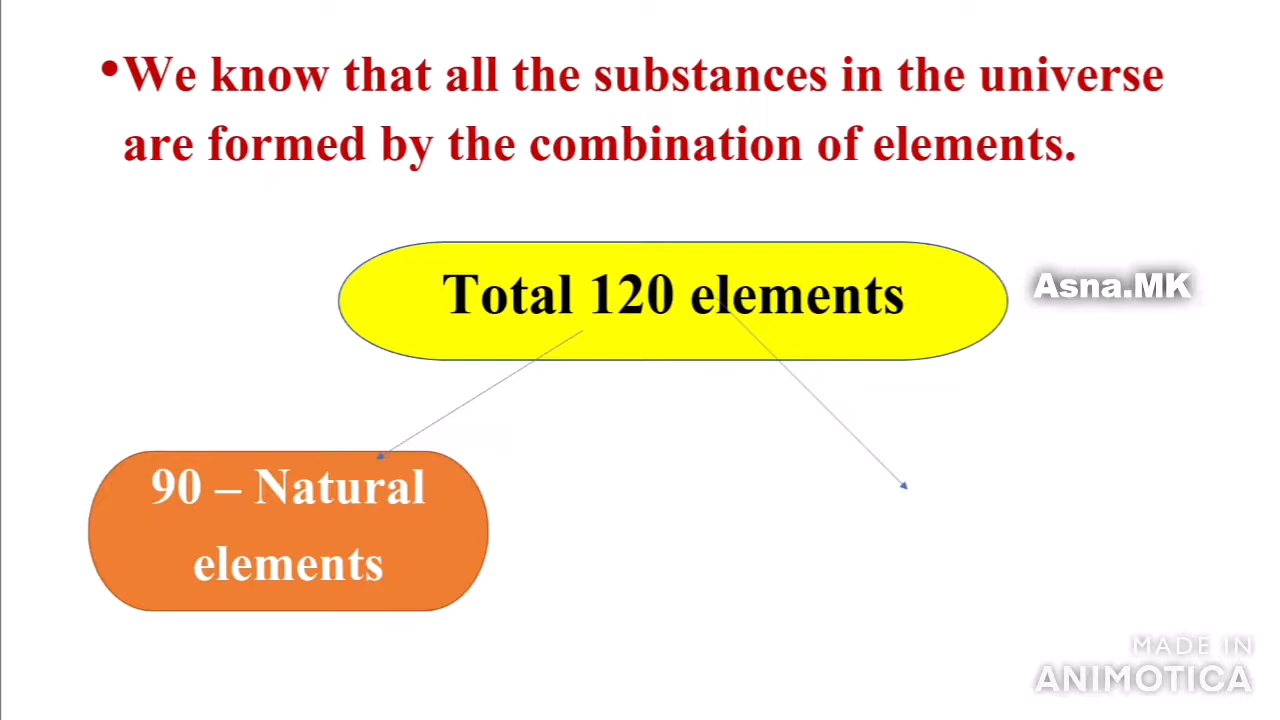 •We know that all the substances in the universe
are formed by the combination of elements.
Total 120 elements
Asna.MK
90 – Natural
elements
MADE IN
ANIMOTICA